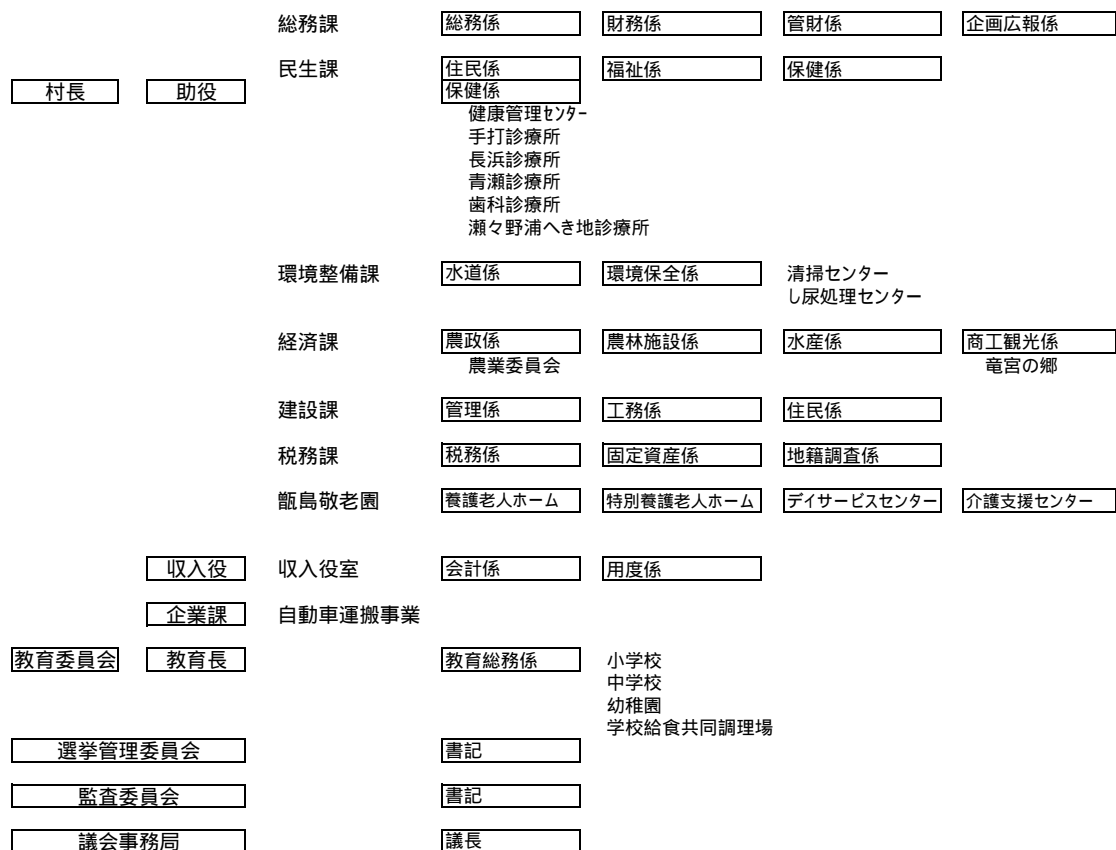 総務課 総務係 財務係 管財係 企画広報係
民生課 住民係 福祉係 保健係
村長 助役 保健係
健康管理ｾﾝﾀｰ
手打診療所
長浜診療所
青瀬診療所
歯科診療所
瀬々野浦へき地診療所
環境整備課 水道係 環境保全係 清掃センター
し尿処理センター
経済課 農政係 農林施設係 水産係 商工観光係
農業委員会 竜宮の郷
建設課 管理係 工務係 住民係
税務課 税務係 固定資産係 地籍調査係
甑島敬老園 養護老人ホーム 特別養護老人ホーム デイサービスセンター 介護支援センター
収入役 収入役室 会計係 用度係
企業課 自動車運搬事業
教育委員会 教育長 教育総務係 小学校
中学校
幼稚園
学校給食共同調理場
選挙管理委員会 書記
監査委員会 書記
議会事務局 議長